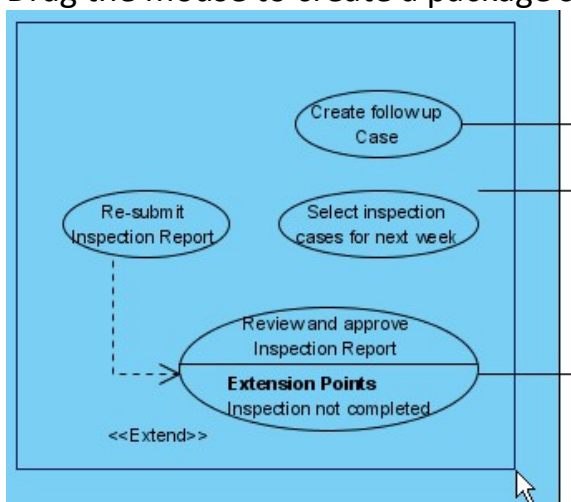 Drag the mouse to create a package
Create followup
Case
Re-submit
Inspection Report
Select inspection
cases for next week
Review and approve
Inspection Report
Extension Points
Inspection not completed
<<Extend>>